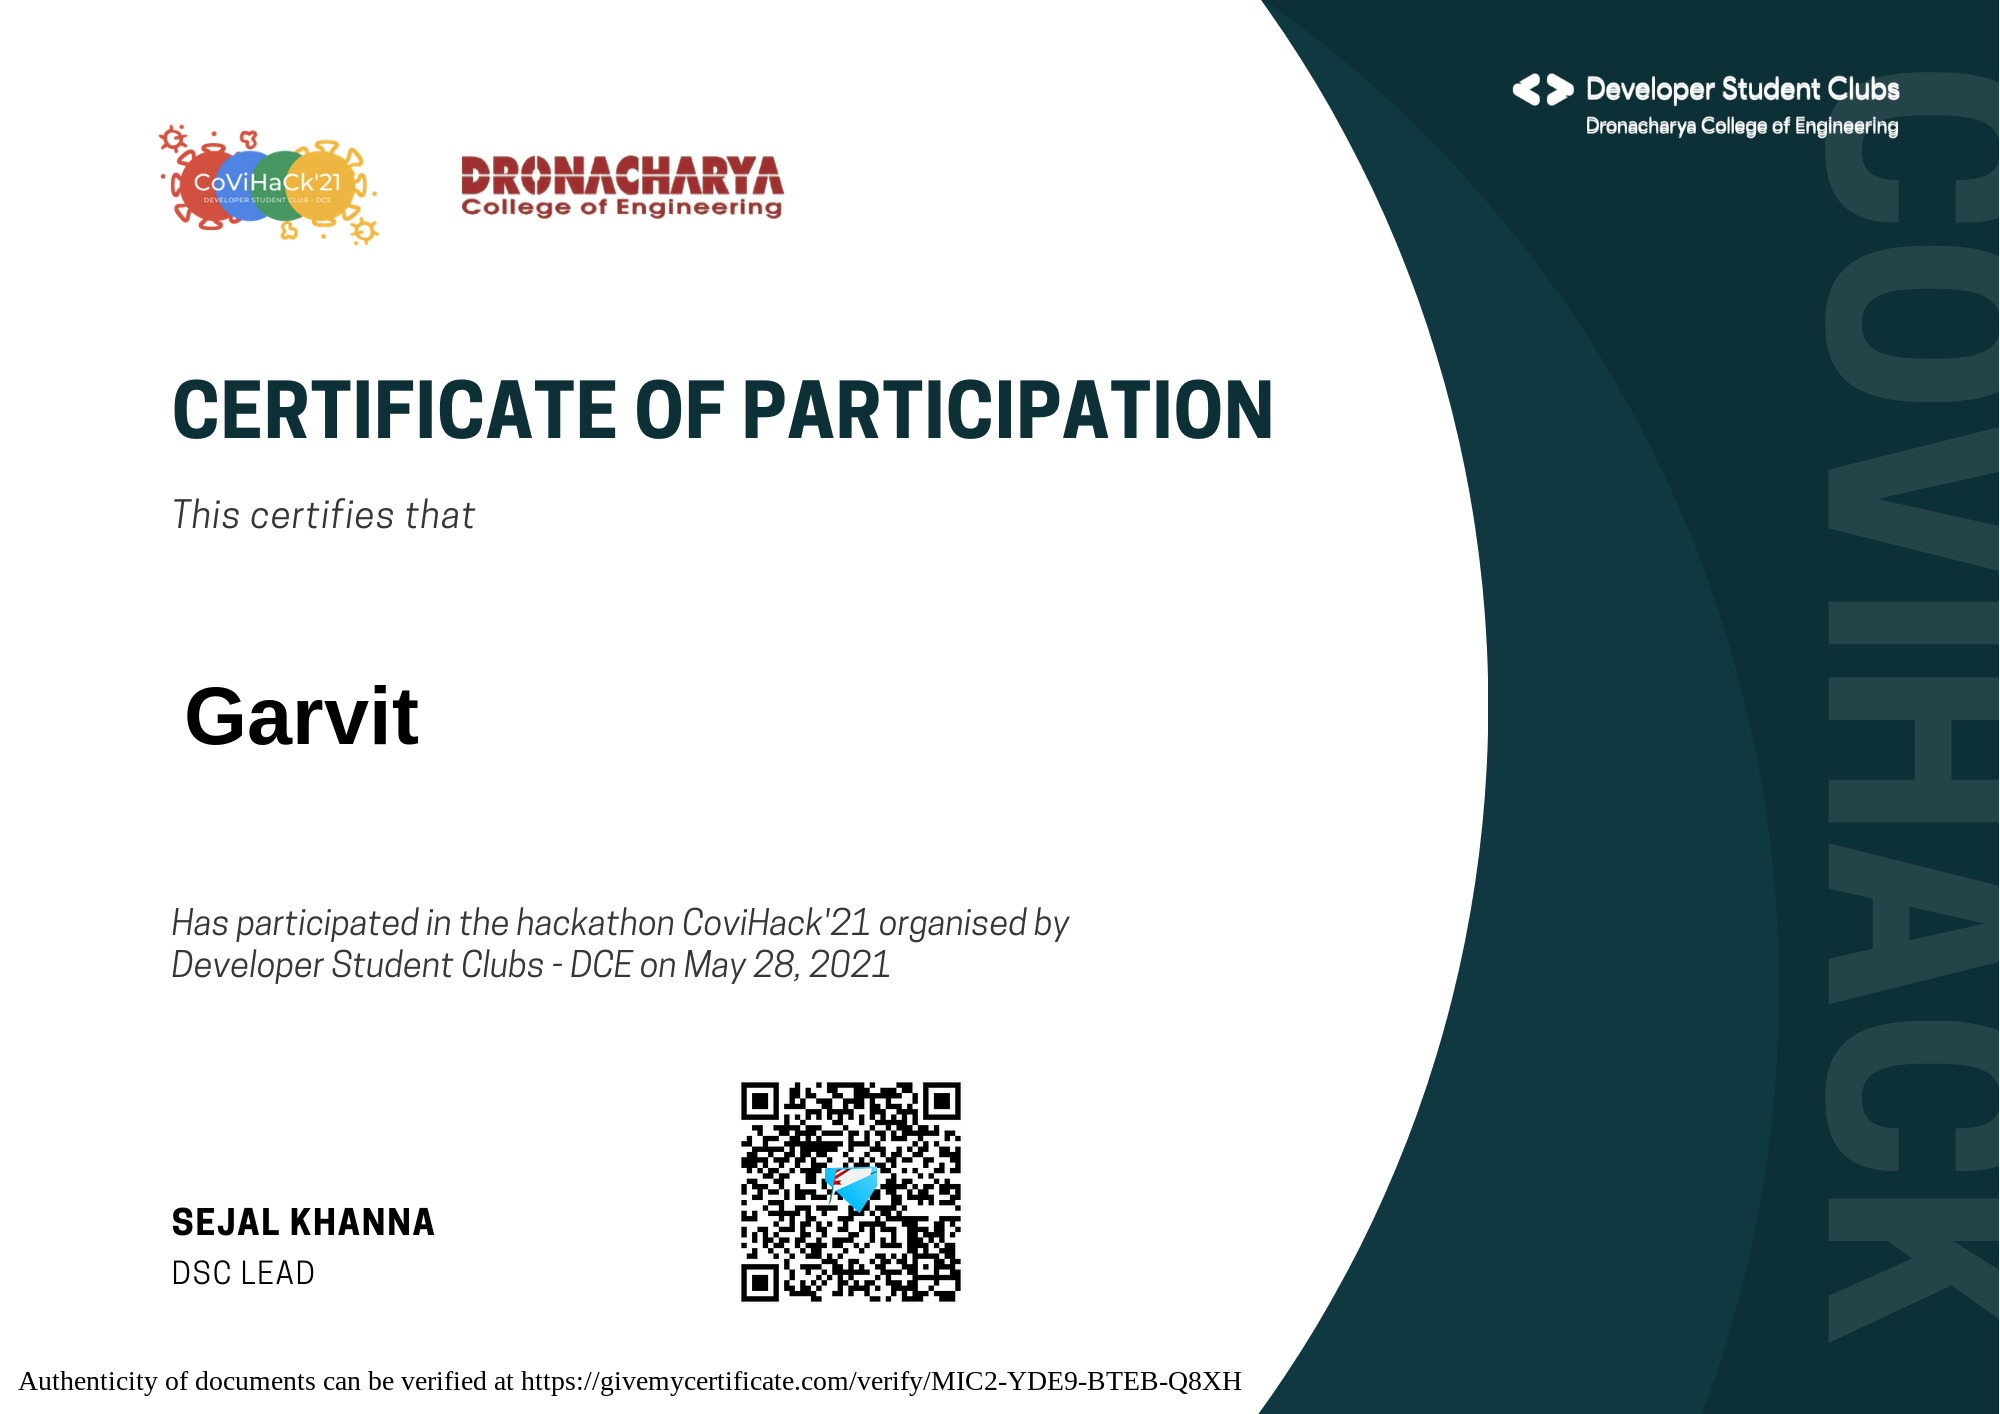 Developer Student Clubs
Dronacharya College of Engineering
CoViHaCk'21
DEVELOPER STUDENT CLUB - DCE
DRONACHARYA
College of Engineering
CERTIFICATE OF PARTICIPATION
This certifies that
Garvit
Has participated in the hackathon CoviHack'21 organised by
Developer Student Clubs - DCE on May 28, 2021
SEJAL KHANNA
DSC LEAD
Authenticity of documents can be verified at https://givemycertificate.com/verify/MIC2-YDE9-BTEB-Q8XH
COVIHACK